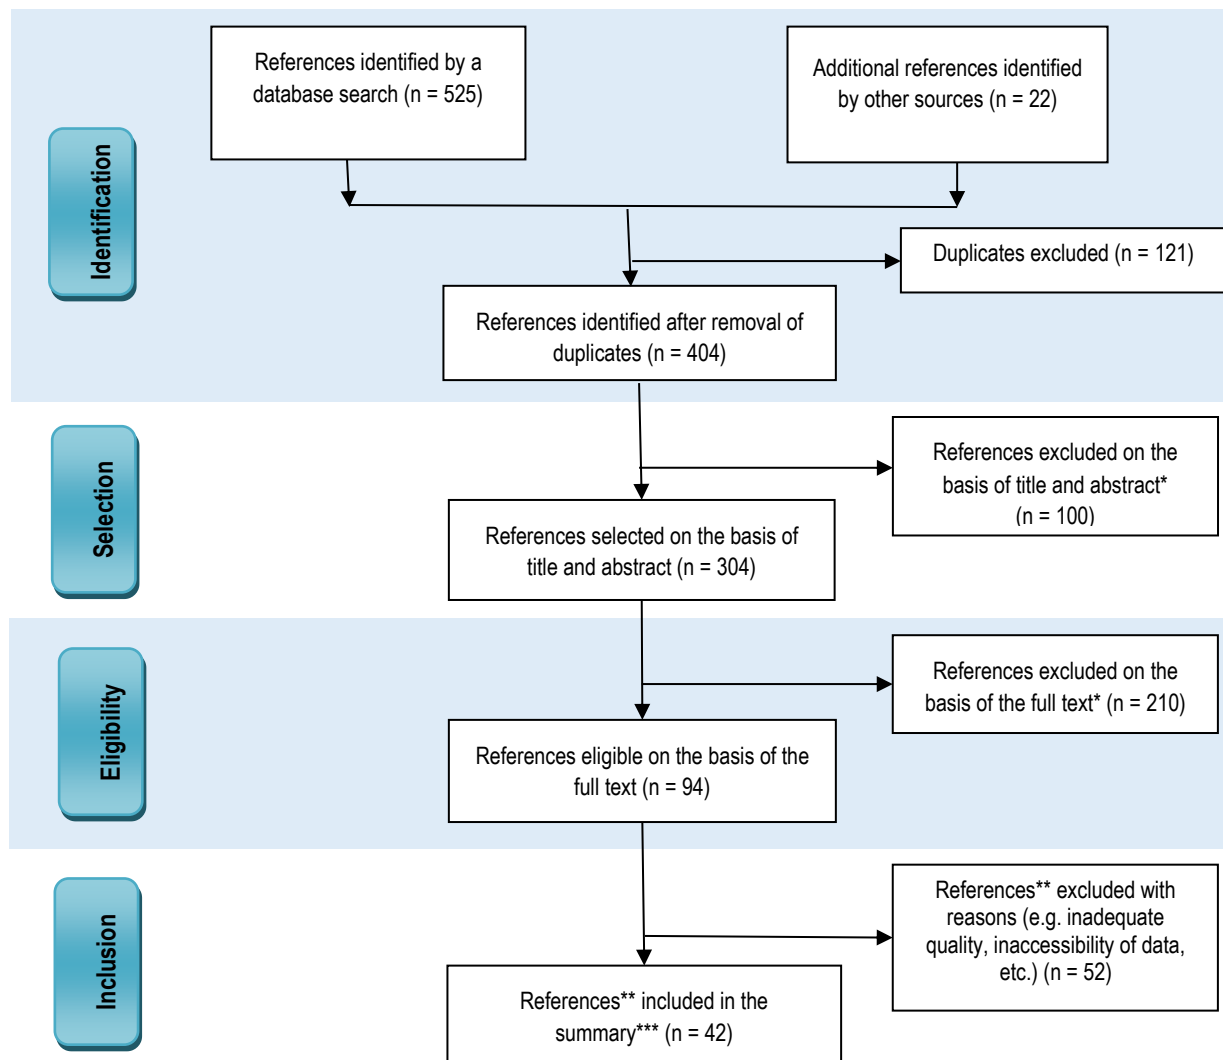 References identified by a
database search (n = 525)
Additional references identified
by other sources (n = 22)
Identification
Duplicates excluded (n = 121)
References identified after removal of
duplicates (n = 404)
Selection
References excluded on the
basis of title and abstract*
(n = 100)
References selected on the basis of
title and abstract (n = 304)
Eligibility
References excluded on the
basis of the full text* (n = 210)
References eligible on the basis of the
full text (n = 94)
Inclusion
References** excluded with
reasons (e.g. inadequate
quality, inaccessibility of data,
etc.) (n = 52)
References** included in the
summary*** (n = 42)